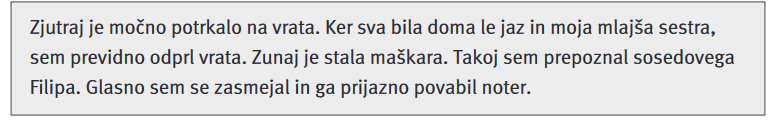 Zjutraj je močno potrkalo na vrata. Ker sva bila doma le jaz in moja mlajša sestra,
sem previdno odprl vrata. Zunaj je stala maškara. Takoj sem prepoznal sosedovega
Filipa. Glasno sem se zasmejal in ga prijazno povabil noter.